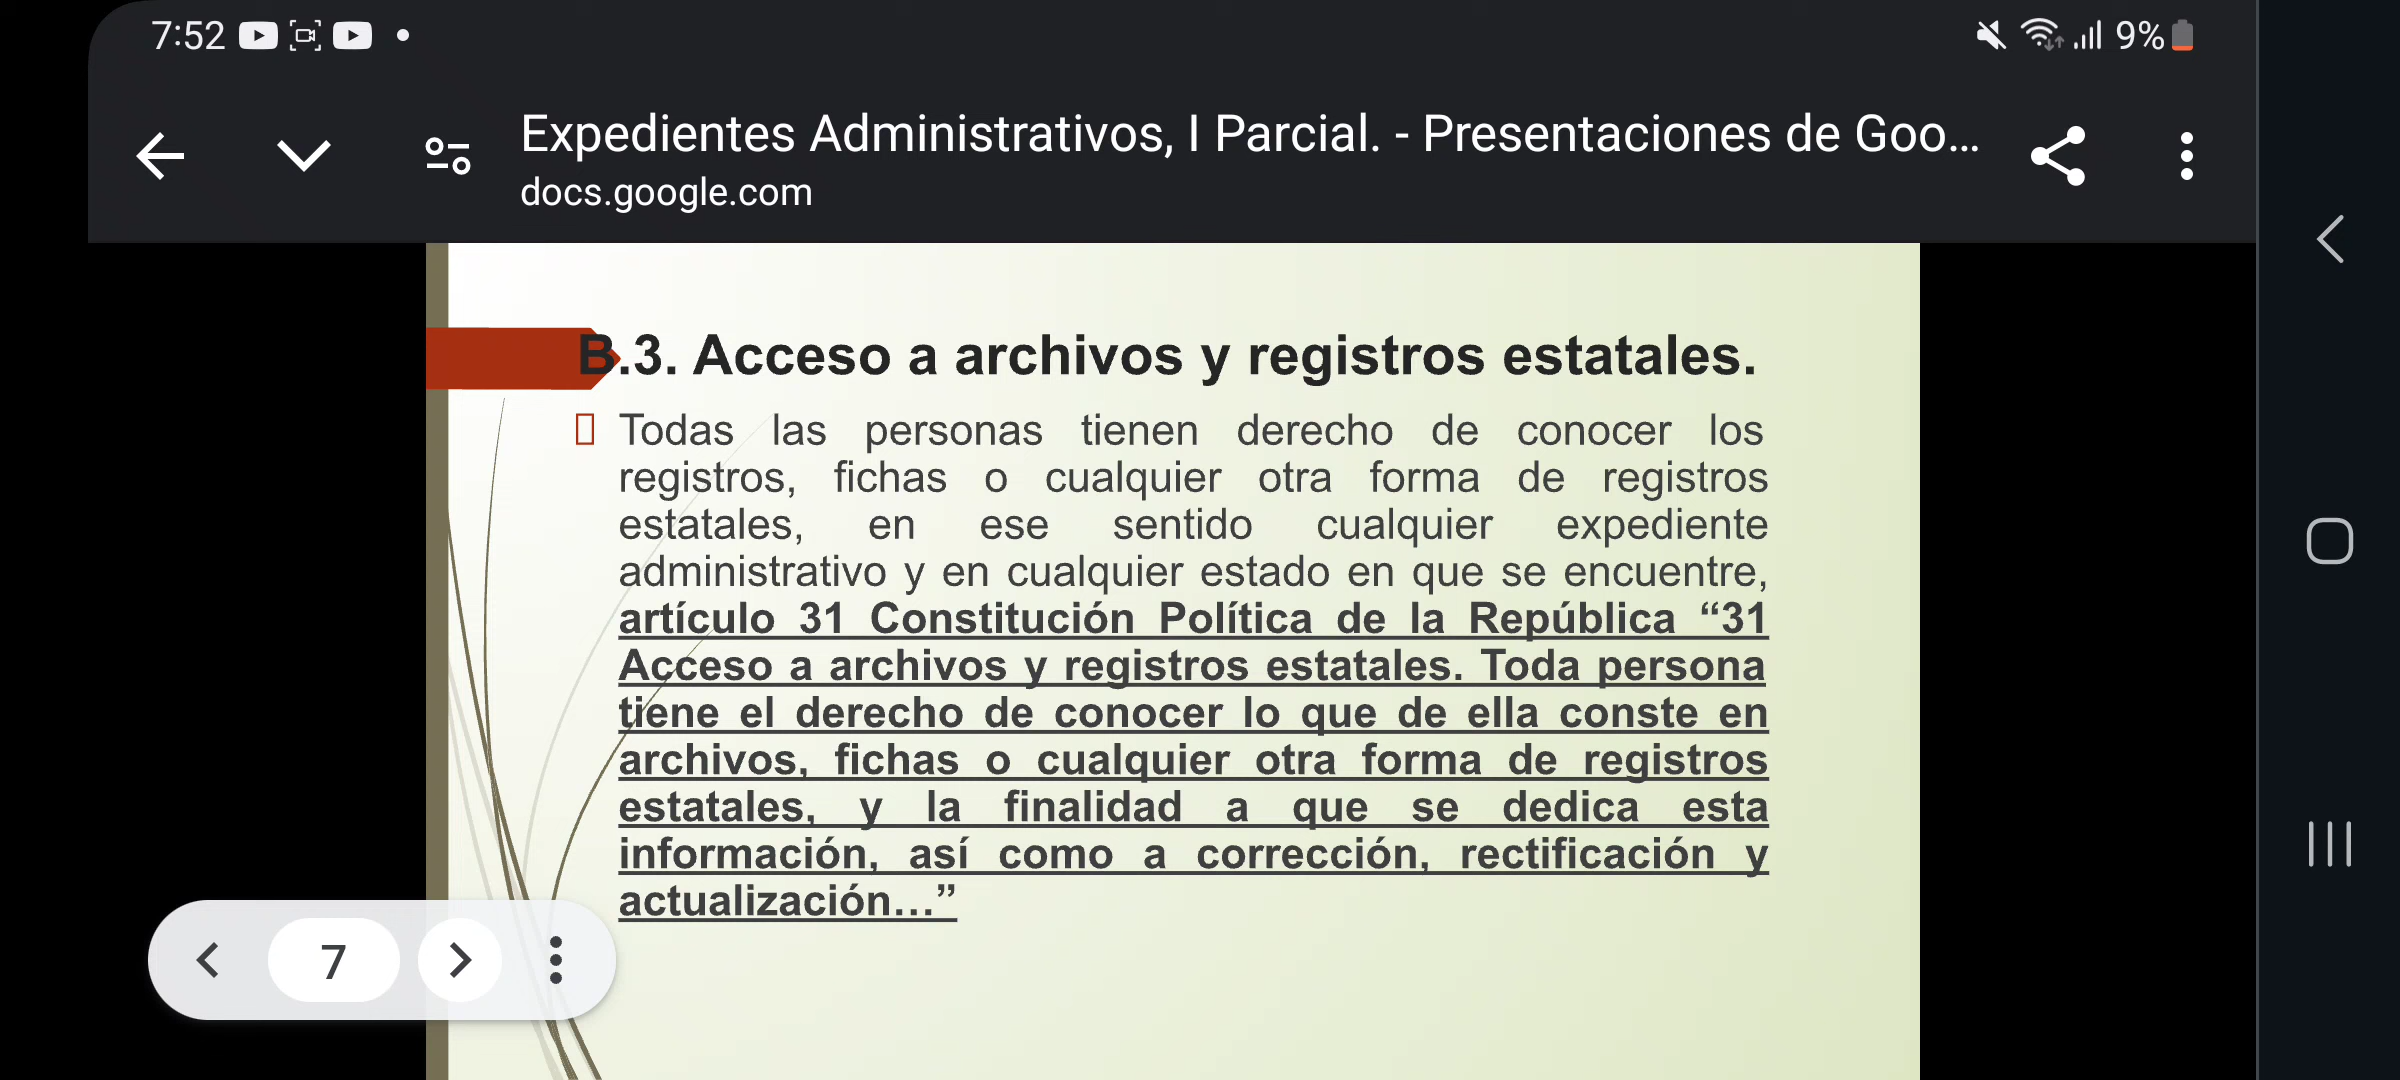 7:52
9%
Expedientes Administrativos, I Parcial. - Presentaciones de Goo...
docs.google.com
B.3. Acceso a archivos y registros estatales.
Todas las personas tienen derecho de conocer los
registros, fichas o cualquier otra forma de registros
estatales, en ese sentido cualquier expediente
administrativo y en cualquier estado en que se encuentre,
artículo 31 Constitución Política de la República “31
Acceso a archivos y registros estatales. Toda persona
tiene el derecho de conocer lo que de ella conste en
archivos, fichas o cualquier otra forma de registros
estatales, y la finalidad a que se dedica esta
información, así como a corrección, rectificación y
actualización…”
7